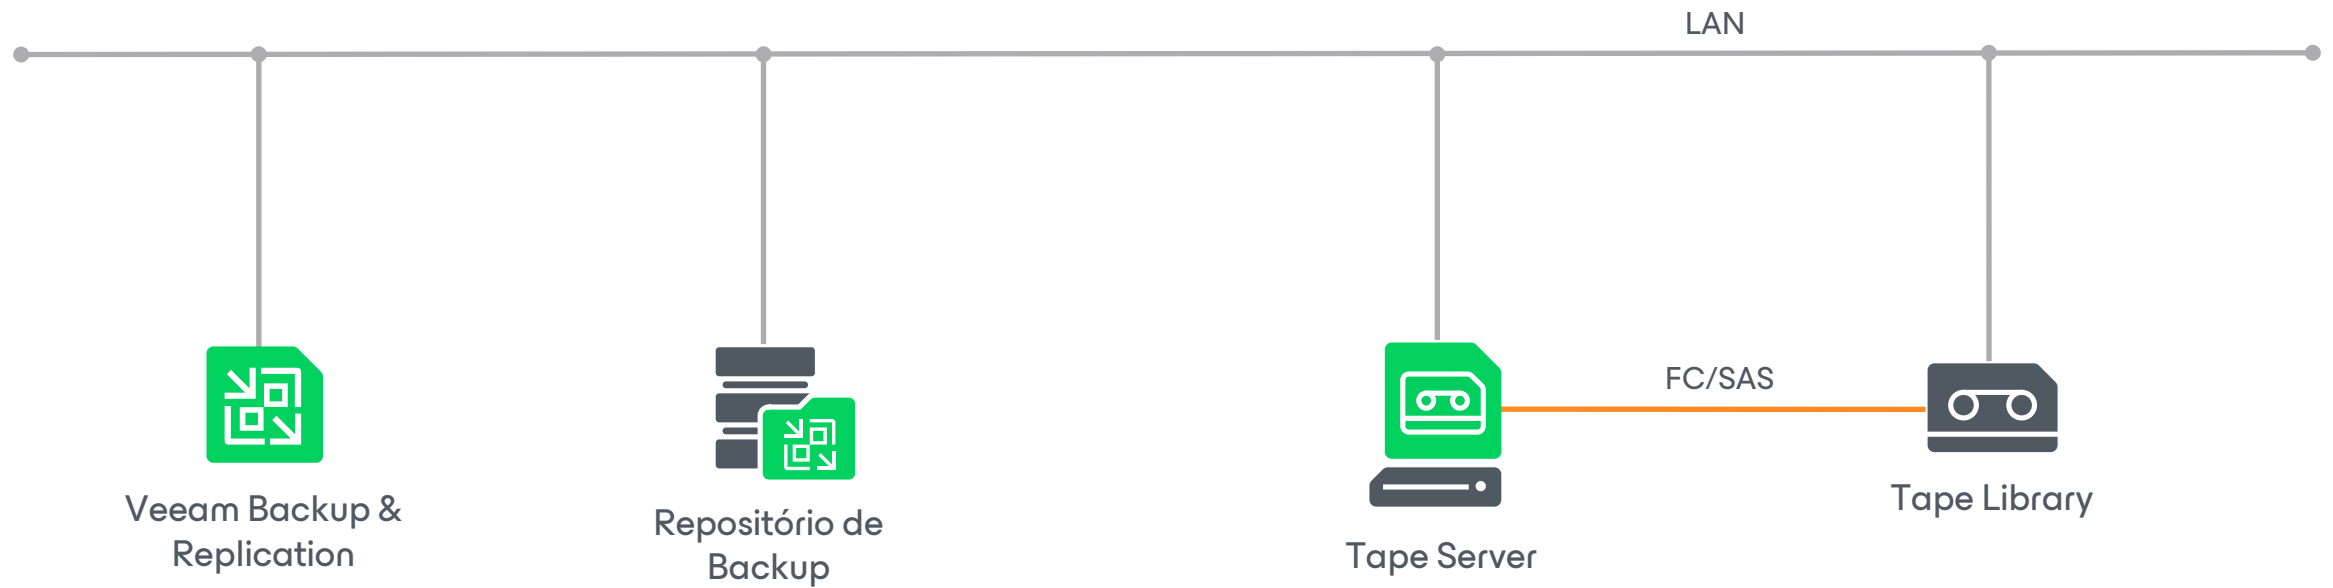 LAN
FC/SAS
Veeam Backup &
Replication
Repositório de
Backup
Tape Server
Tape Library